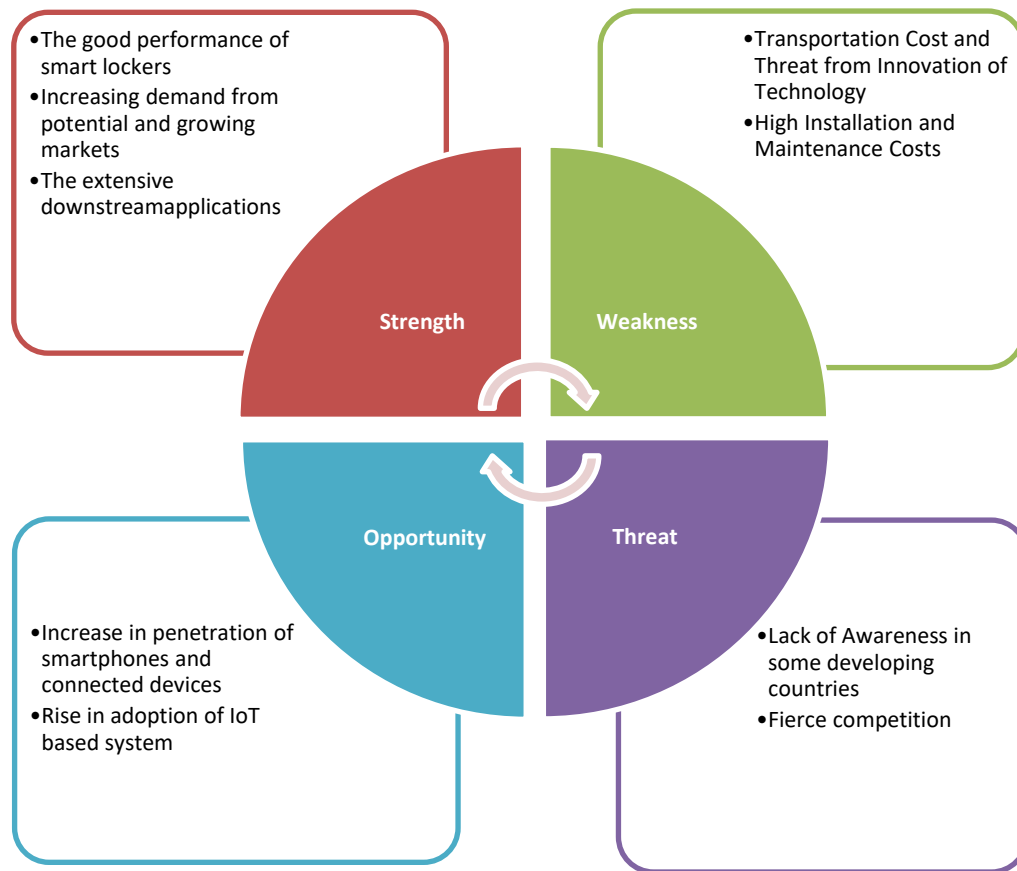 •The good performance of
smart lockers
•Increasing demand from
potential and growing
markets
•The extensive
downstreamapplications
•Transportation Cost and
Threat from Innovation of
Technology
•High Installation and
Maintenance Costs
Strength
Weakness
Opportunity
Threat
•Increase in penetration of
smartphones and
connected devices
•Rise in adoption of IoT
based system
•Lack of Awareness in
some developing
countries
•Fierce competition